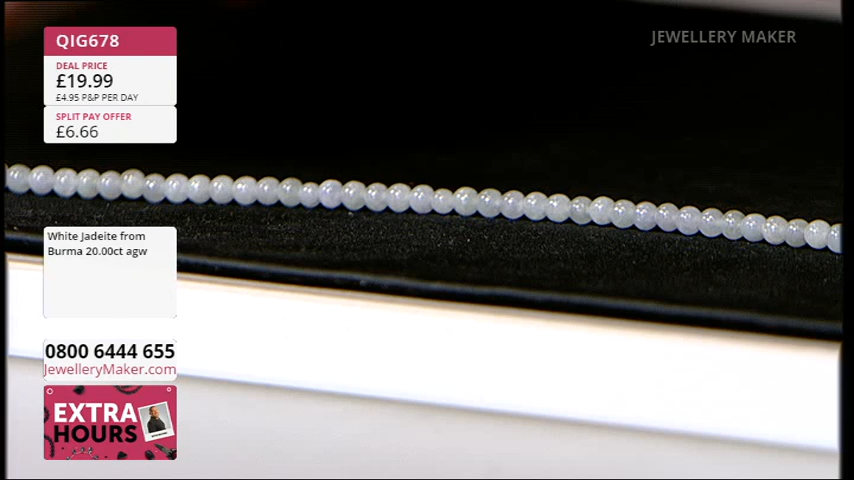 QIG678
DEAL PRICE
£19.99
£4.95 P&P PER DAY
SPLIT PAY OFFER
£6.66
JEWELLERY MAKER
White Jadeite from
Burma 20.00ct agw
0800 6444 655
JewelleryMaker.com
EXTRA
HOURS